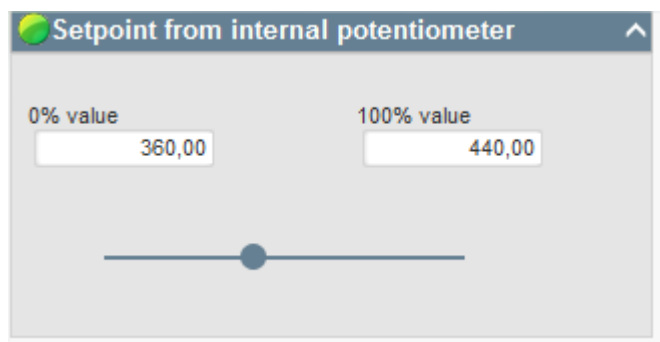 Setpoint from internal potentiometer
0% value 100% value
360,00 440,00